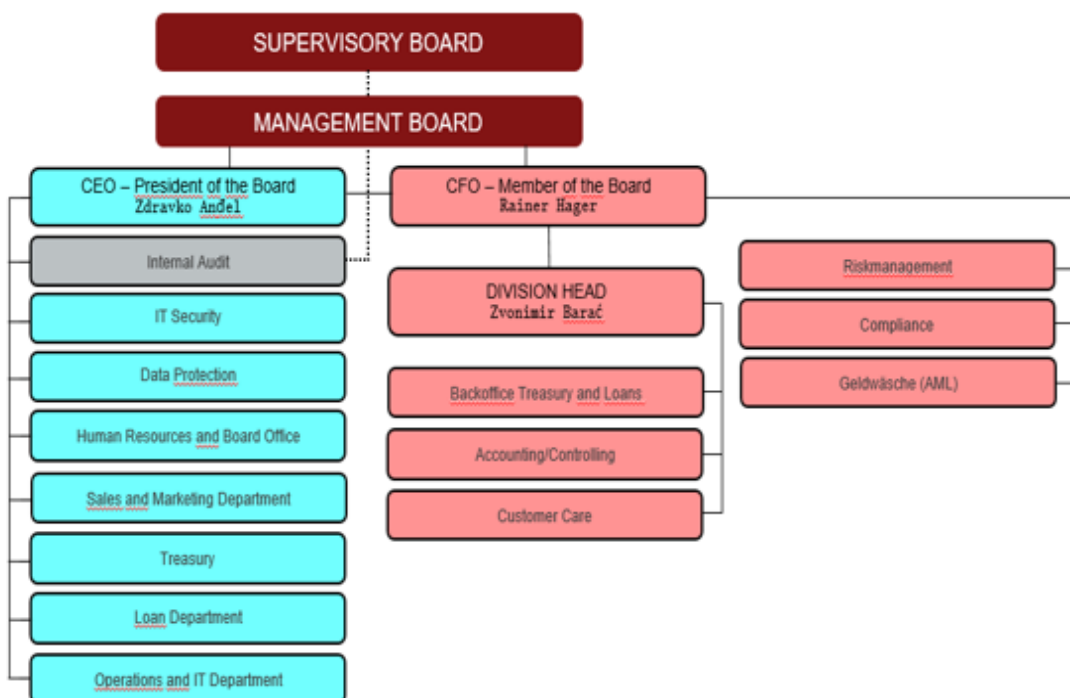 SUPERVISORY BOARD
MANAGEMENT BOARD
CEO – President of the Board
Zdravko Anđel
Internal Audit
IT Security
Data Protection
Human Resources and Board Office
Sales and Marketing Department
Treasury
Loan Department
Operations and IT Department
CFO – Member of the Board
Rainer Hager
DIVISION HEAD
Zvonimir Barać
Backoffice Treasury and Loans
Accounting/Controlling
Customer Care
Riskmanagement
Compliance
Geldwäsche (AML)